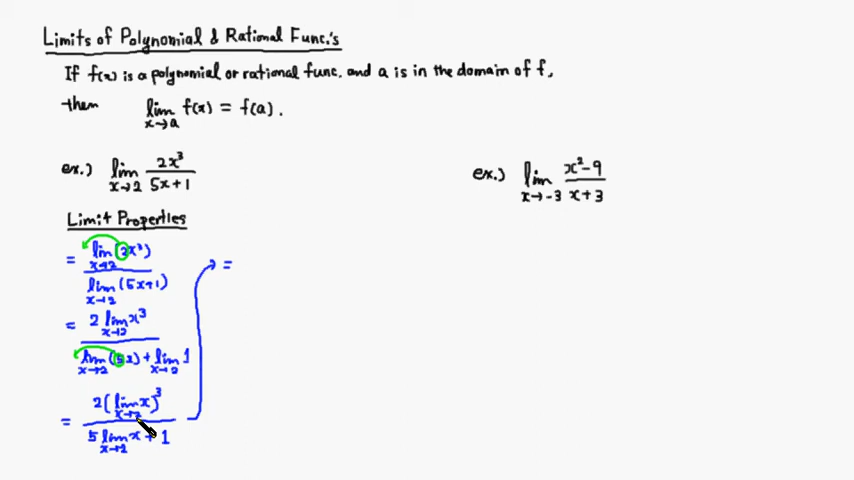 Limits of Polynomial & Rational Func.'s
If f(x) is a polynomial or rational func. and a is in the domain of f,
then lim x→a f(x) = f(a).
ex.) lim x→2 2x³/5x+1
ex.) lim x→-3 x²-9/x+3
Limit Properties
= lim x→2 (2x³) / lim x→2 (5x+1)
= 2 lim x→2 x³ / lim x→2 (5x) + lim x→2 1
= 2(lim x→2 x)³ / 5 lim x→2 x + 1
=